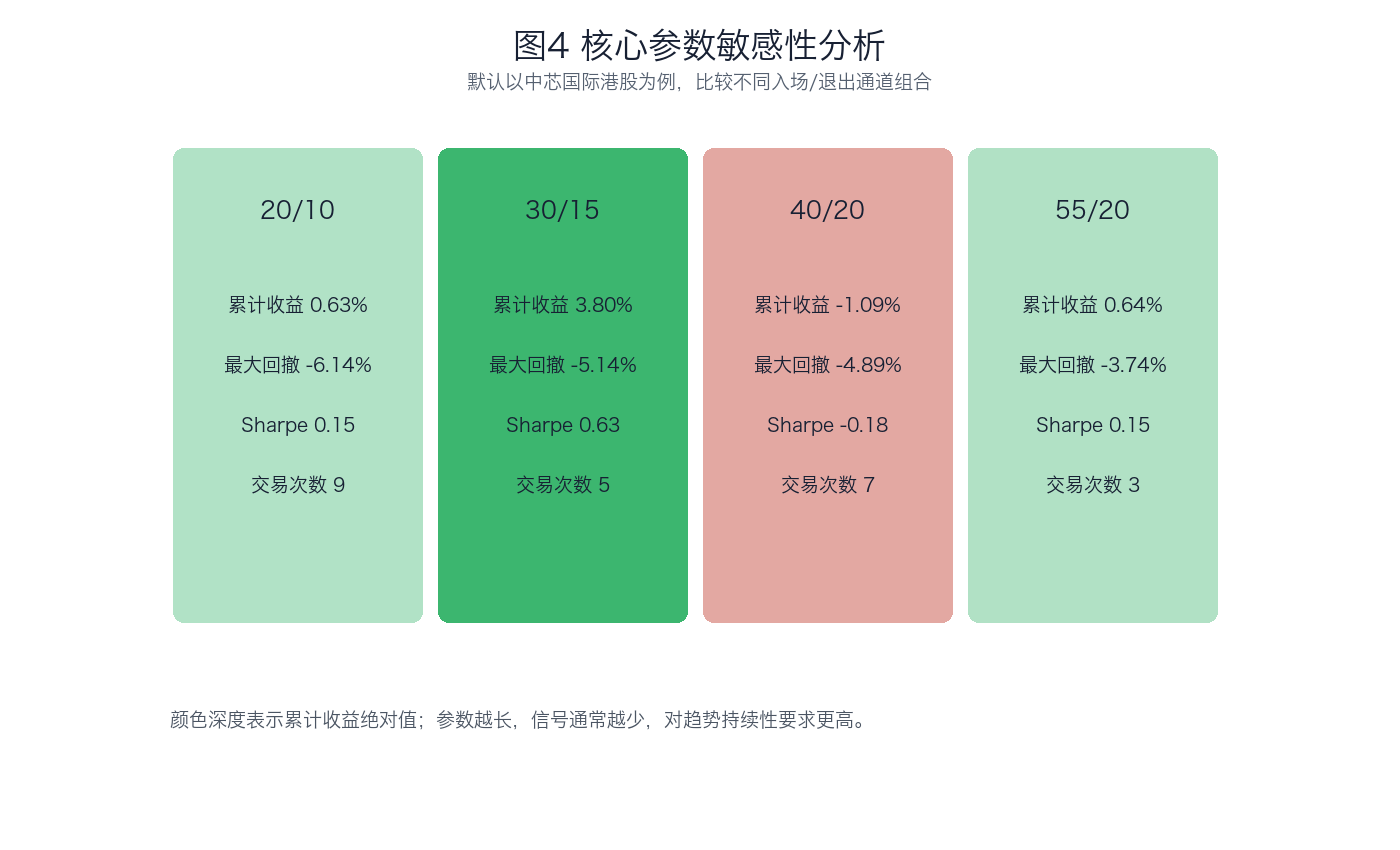 图4 核心参数敏感性分析
默认以中芯国际港股为例，比较不同入场/退出通道组合
20/10
累计收益 0.63%
最大回撤 -6.14%
Sharpe 0.15
交易次数 9
30/15
累计收益 3.80%
最大回撤 -5.14%
Sharpe 0.63
交易次数 5
40/20
累计收益 -1.09%
最大回撤 -4.89%
Sharpe -0.18
交易次数 7
55/20
累计收益 0.64%
最大回撤 -3.74%
Sharpe 0.15
交易次数 3
颜色深度表示累计收益绝对值；参数越长，信号通常越少，对趋势持续性要求更高。